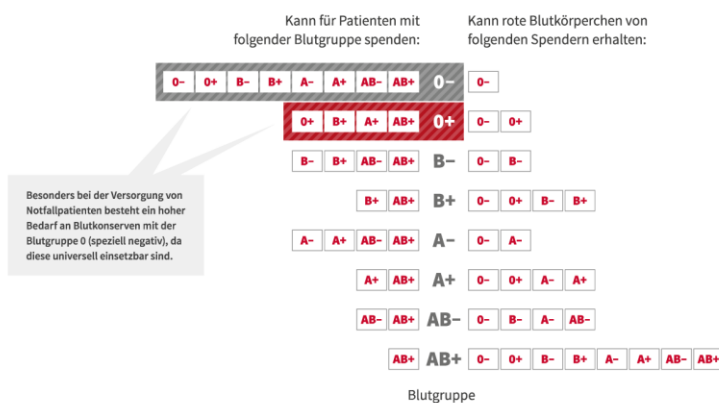 Kann für Patienten mit
folgender Blutgruppe spenden:
Kann rote Blutkörperchen von
folgenden Spendern erhalten:
0– 0+ B– B+ A– A+ AB– AB+ 0– 0–
0+ B+ A+ AB+ 0+ 0– 0+
B– B+ AB– AB+ B– 0– B–
B+ AB+ B+ 0– 0+ B– B+
A– A+ AB– AB+ A– 0– A–
A+ AB+ A+ 0– 0+ A– A+
AB– AB+ AB– 0– B– A– AB–
AB+ AB+ 0– 0+ B– B+ A– A+ AB– AB+
Blutgruppe
Besonders bei der Versorgung von
Notfallpatienten besteht ein hoher
Bedarf an Blutkonserven mit der
Blutgruppe 0 (speziell negativ), da
diese universell einsetzbar sind.